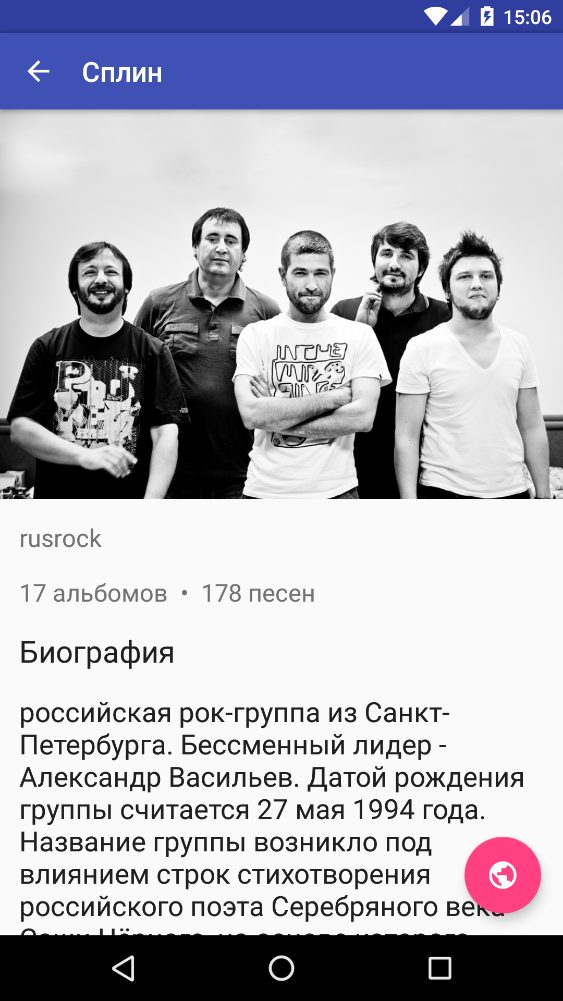 15:06
Сплин
rusrock
17 альбомов • 178 песен
Биография
российская рок-группа из Санкт-
Петербурга. Бессменный лидер -
Александр Васильев. Датой рождения
группы считается 27 мая 1994 года.
Название группы возникло под
влиянием строк стихотворения
российского поэта Серебряного века